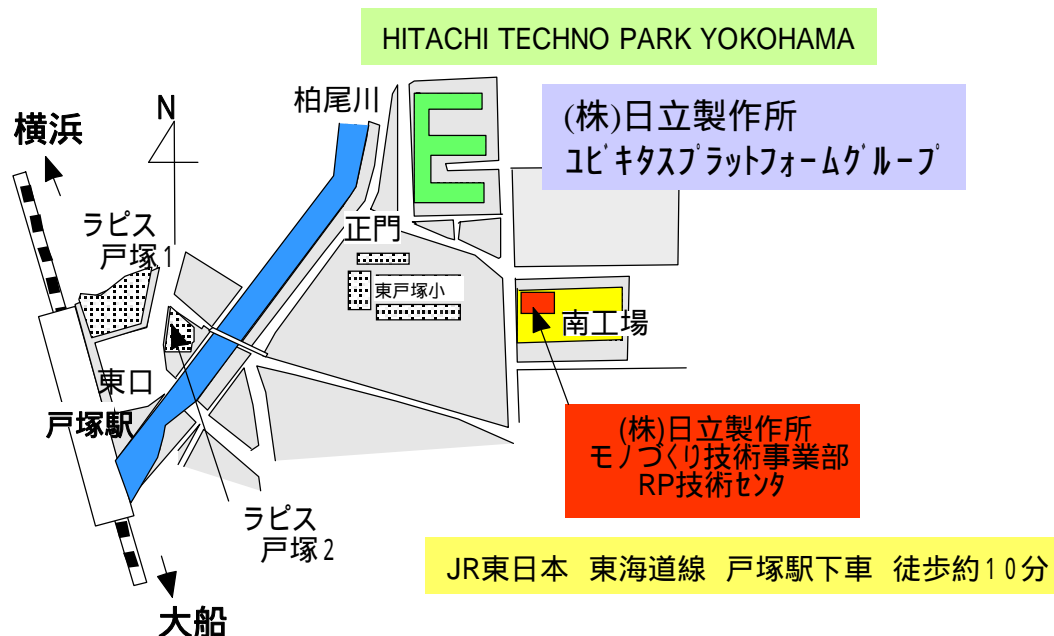 HITACHI TECHNO PARK YOKOHAMA
柏尾川
N
横浜
(株)日立製作所
ﾕﾋﾞｷﾀｽﾌﾟﾗｯﾄﾌｫｰﾑｸﾞﾙｰﾌﾟ
ラピス
戸塚1
正門
東戸塚小
南工場
東口
戸塚駅
(株)日立製作所
モノづくり技術事業部
RP技術ｾﾝﾀ
ラピス
戸塚2
JR東日本 東海道線 戸塚駅下車 徒歩約10分
大船